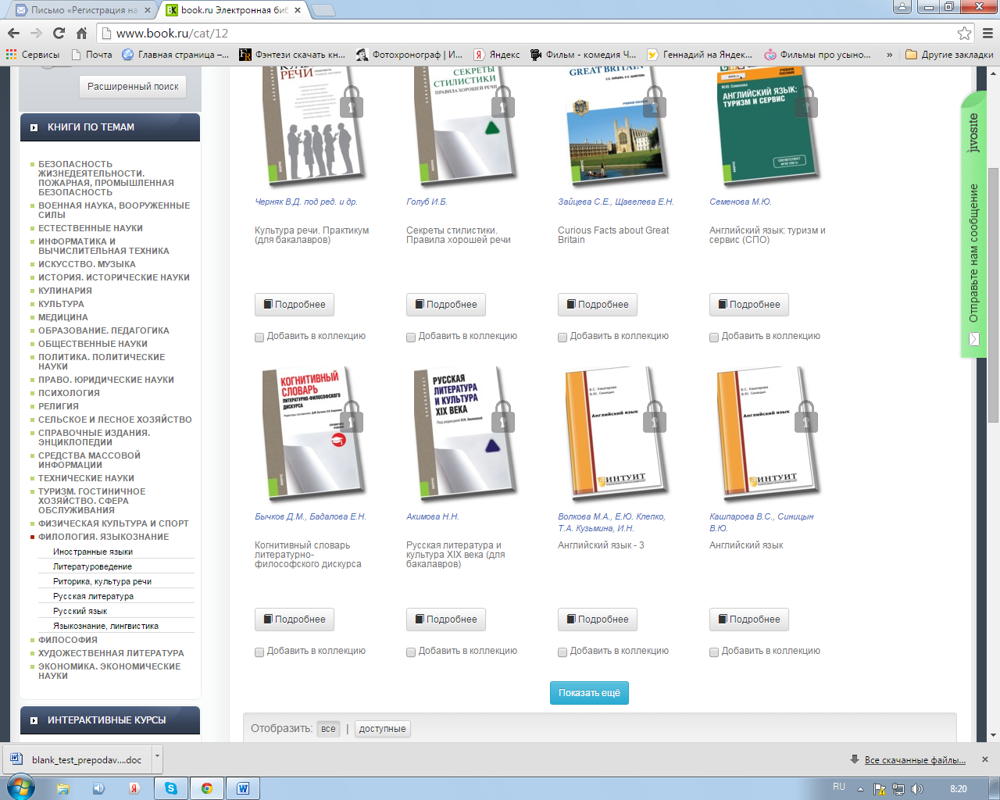 Письмо «Регистрация на
book.ru Электронная биб
www.book.ru/cat/12
Сервисы
Почта
Главная страница –...
Фэнтези скачать кн...
Фотохронограф | И...
Яндекс
Фильм - комедия Ч...
Геннадий на Яндек...
Фильмы про усыно...
»
Другие закладки
Расширенный поиск
КНИГИ ПО ТЕМАМ
БЕЗОПАСНОСТЬ
ЖИЗНЕДЕЯТЕЛЬНОСТИ.
ПОЖАРНАЯ, ПРОМЫШЛЕННАЯ
БЕЗОПАСНОСТЬ
ВОЕННАЯ НАУКА, ВООРУЖЕННЫЕ
СИЛЫ
ЕСТЕСТВЕННЫЕ НАУКИ
ИНФОРМАТИКА И
ВЫЧИСЛИТЕЛЬНАЯ ТЕХНИКА
ИСКУССТВО. МУЗЫКА
ИСТОРИЯ. ИСТОРИЧЕСКИЕ НАУКИ
КУЛИНАРИЯ
КУЛЬТУРА
МЕДИЦИНА
ОБРАЗОВАНИЕ. ПЕДАГОГИКА
ОБЩЕСТВЕННЫЕ НАУКИ
ПОЛИТИКА. ПОЛИТИЧЕСКИЕ
НАУКИ
ПРАВО. ЮРИДИЧЕСКИЕ НАУКИ
ПСИХОЛОГИЯ
РЕЛИГИЯ
СЕЛЬСКОЕ И ЛЕСНОЕ ХОЗЯЙСТВО
СПРАВОЧНЫЕ ИЗДАНИЯ.
ЭНЦИКЛОПЕДИИ
СРЕДСТВА МАССОВОЙ
ИНФОРМАЦИИ
ТЕХНИЧЕСКИЕ НАУКИ
ТУРИЗМ. ГОСТИНИЧНОЕ
ХОЗЯЙСТВО. СФЕРА
ОБСЛУЖИВАНИЯ
ФИЗИЧЕСКАЯ КУЛЬТУРА И СПОРТ
ФИЛОЛОГИЯ. ЯЗЫКОЗНАНИЕ
Иностранные языки
Литературоведение
Риторика, культура речи
Русская литература
Русский язык
Языкознание, лингвистика
ФИЛОСОФИЯ
ХУДОЖЕСТВЕННАЯ ЛИТЕРАТУРА
ЭКОНОМИКА. ЭКОНОМИЧЕСКИЕ
НАУКИ
ИНТЕРАКТИВНЫЕ КУРСЫ
РЕЧИ
СЕКРЕТЫ
СТИЛИСТИКИ
ПРАВИЛА ХОРОШЕЙ РЕЧИ
GREAT BRITAIN
УЧЕБНОЕ ПОСОБИЕ
М.Ю. Семенова
АНГЛИЙСКИЙ ЯЗЫК:
ТУРИЗМ И СЕРВИС
Черняк В.Д. под ред. и др.
Голуб И.Б.
Зайцева С.Е., Щавелева Е.Н.
Семенова М.Ю.
Культура речи. Практикум
(для бакалавров)
Секреты стилистики.
Правила хорошей речи
Curious Facts about Great
Britain
Английский язык: туризм и
сервис (СПО)
Подробнее
Подробнее
Подробнее
Подробнее
Добавить в коллекцию
Добавить в коллекцию
Добавить в коллекцию
Добавить в коллекцию
КОГНИТИВНЫЙ
СЛОВАРЬ
ЛИТЕРАТУРНО-ФИЛОСОФСКОГО
ДИСКУРСА
РУССКАЯ
ЛИТЕРАТУРА
И КУЛЬТУРА
XIX ВЕКА
Под редакцией Н.Н. Акимовой
В.С. Кашпарова
В.Ю. Синицын
Английский язык
ИНТУИТ
В.С. Кашпарова
В.Ю. Синицын
Английский язык
ИНТУИТ
Бычков Д.М., Бадалова Е.Н.
Акимова Н.Н.
Волкова М.А., Е.Ю. Клепко,
Т.А. Кузьмина, И.Н.
Кашпарова В.С., Синицын
В.Ю.
Когнитивный словарь
литературно-
философского дискурса
Русская литература и
культура XIX века (для
бакалавров)
Английский язык - 3
Английский язык
Подробнее
Подробнее
Подробнее
Подробнее
Добавить в коллекцию
Добавить в коллекцию
Добавить в коллекцию
Добавить в коллекцию
Показать ещё
Отобразить: все | доступные
jivosite
Отправьте нам сообщение
blank_test_prepodav....doc
Все скачанные файлы...
RU
8:20